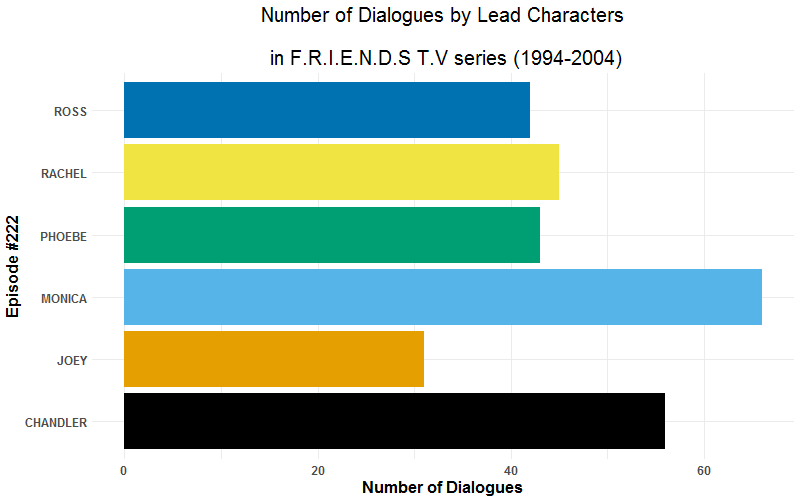 Number of Dialogues by Lead Characters
in F.R.I.E.N.D.S T.V series (1994-2004)
Episode #222
ROSS
RACHEL
PHOEBE
MONICA
JOEY
CHANDLER
0 20 40 60
Number of Dialogues